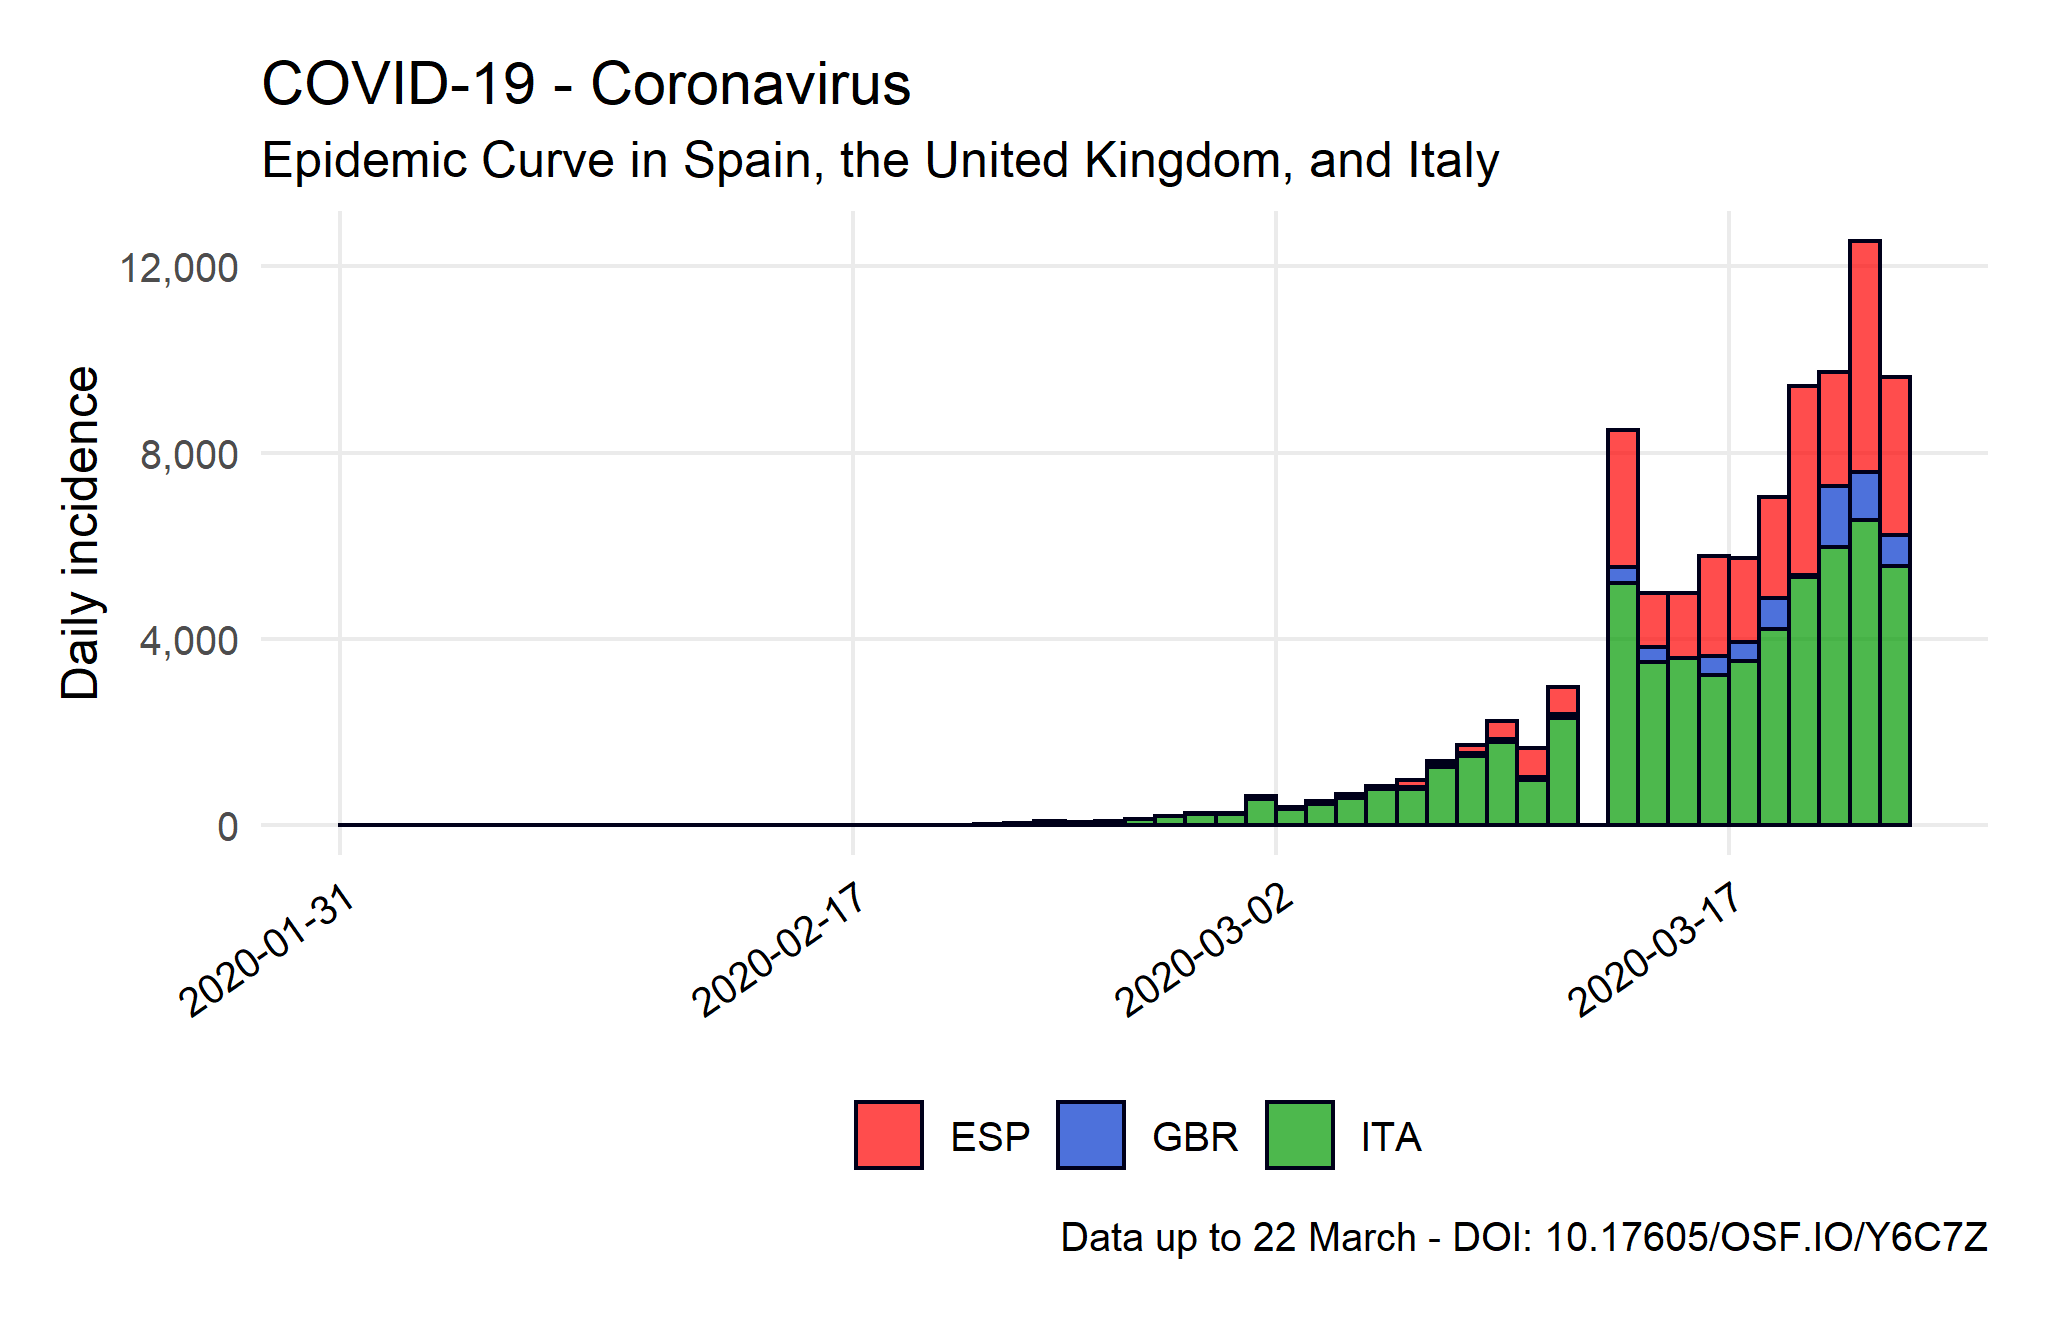 COVID-19 - Coronavirus
Epidemic Curve in Spain, the United Kingdom, and Italy
Daily incidence
12,000
8,000
4,000
0
2020-01-31
2020-02-17
2020-03-02
2020-03-17
ESP
GBR
ITA
Data up to 22 March - DOI: 10.17605/OSF.IO/Y6C7Z